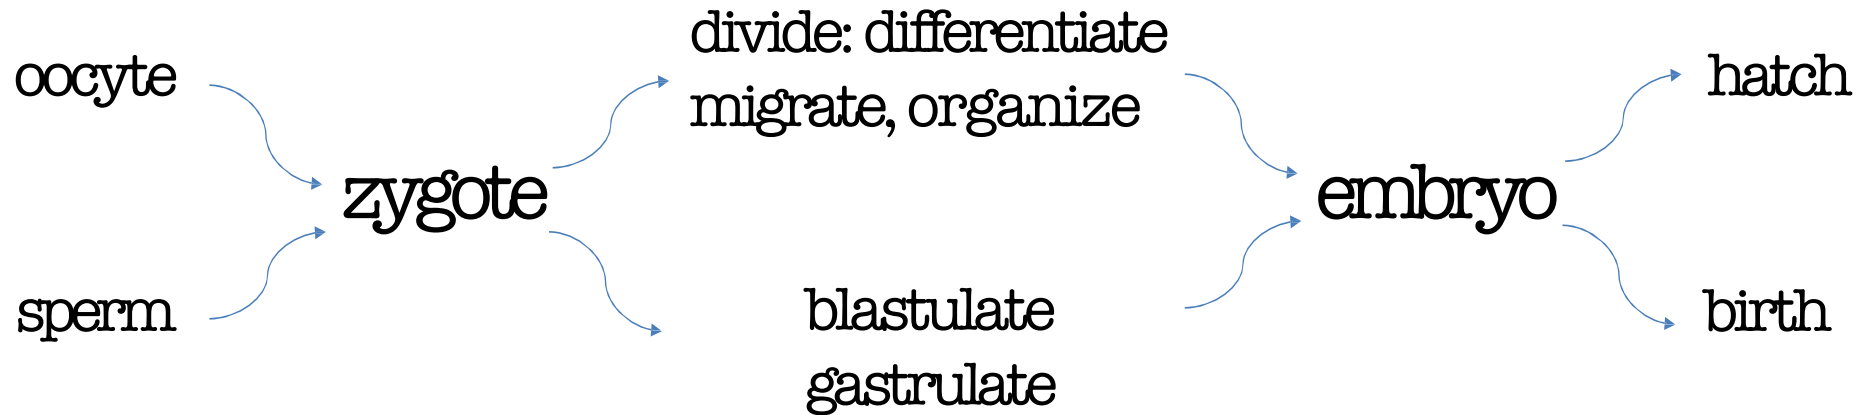 oocyte
sperm
zygote
divide: differentiate
migrate, organize
blastulate
gastrulate
embryo
hatch
birth